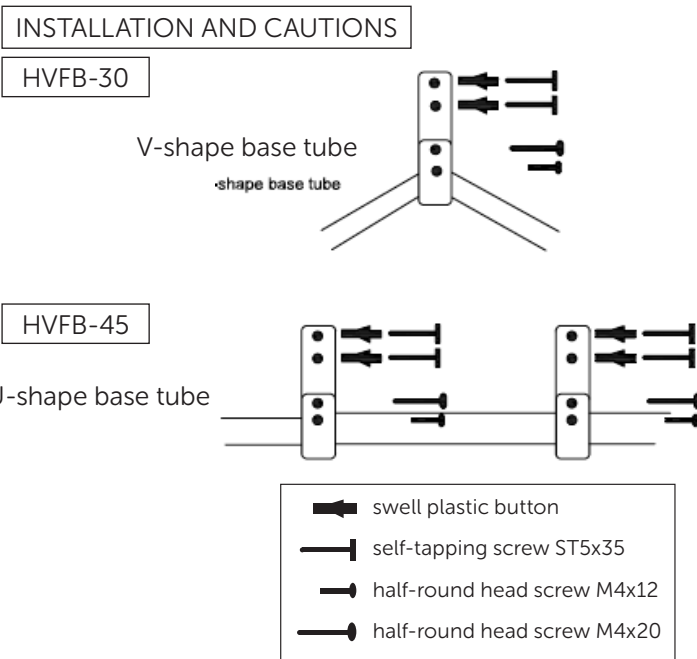 INSTALLATION AND CAUTIONS
HVFB-30
V-shape base tube
-shape base tube
HVFB-45
U-shape base tube
swell plastic button
self-tapping screw ST5x35
half-round head screw M4x12
half-round head screw M4x20